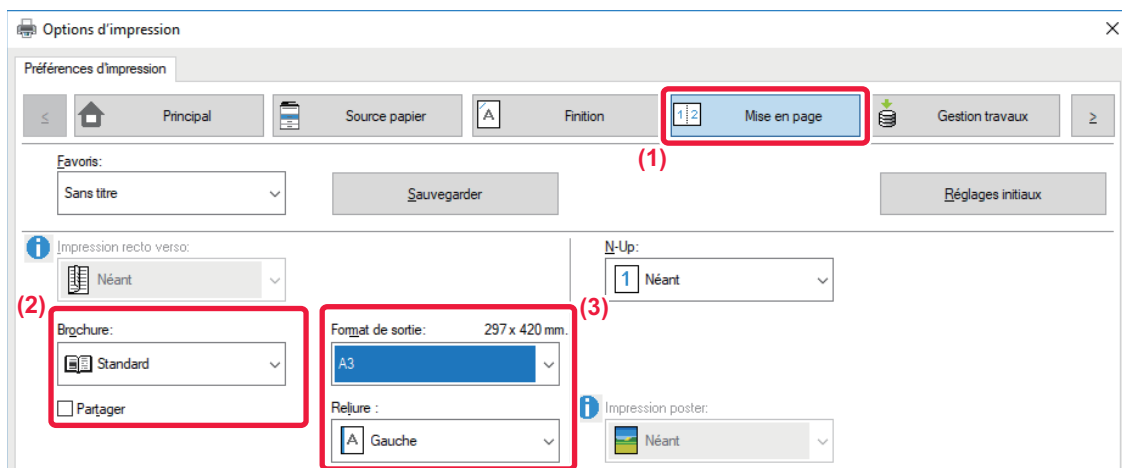 Options d'impression
Préférences d'impression
< Principal Source papier A Finition 1 2 Mise en page Gestion travaux >
(1)
Favoris:
Sans titre Sauvegarder Réglages initiaux
i Impression recto verso: N-Up:
Néant 1 Néant
(2) (3)
Brochure: Format de sortie: 297 x 420 mm.
Standard A3
Partager Reliure : i Impression poster:
A Gauche Néant